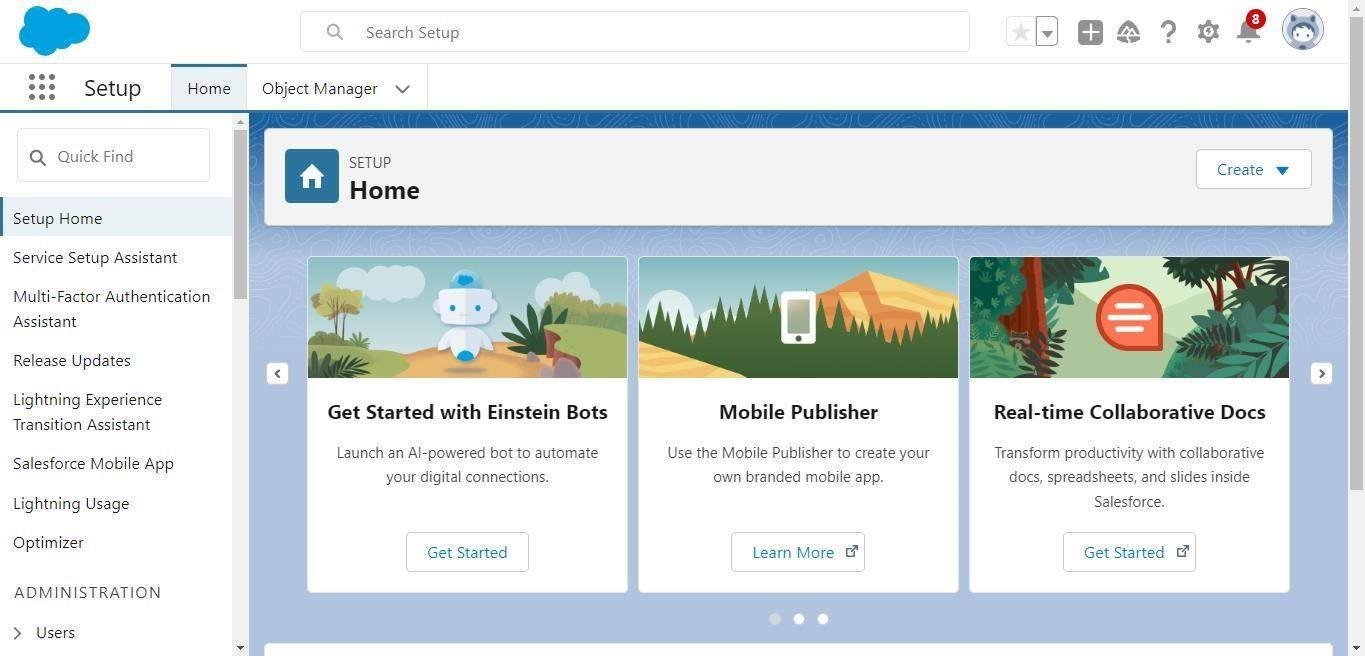 Search Setup
8
Setup
Home
Object Manager
Quick Find
Setup Home
Service Setup Assistant
Multi-Factor Authentication
Assistant
Release Updates
Lightning Experience
Transition Assistant
Salesforce Mobile App
Lightning Usage
Optimizer
ADMINISTRATION
Users
SETUP
Home
Create
Get Started with Einstein Bots
Launch an AI-powered bot to automate
your digital connections.
Get Started
Mobile Publisher
Use the Mobile Publisher to create your
own branded mobile app.
Learn More
Real-time Collaborative Docs
Transform productivity with collaborative
docs, spreadsheets, and slides inside
Salesforce.
Get Started